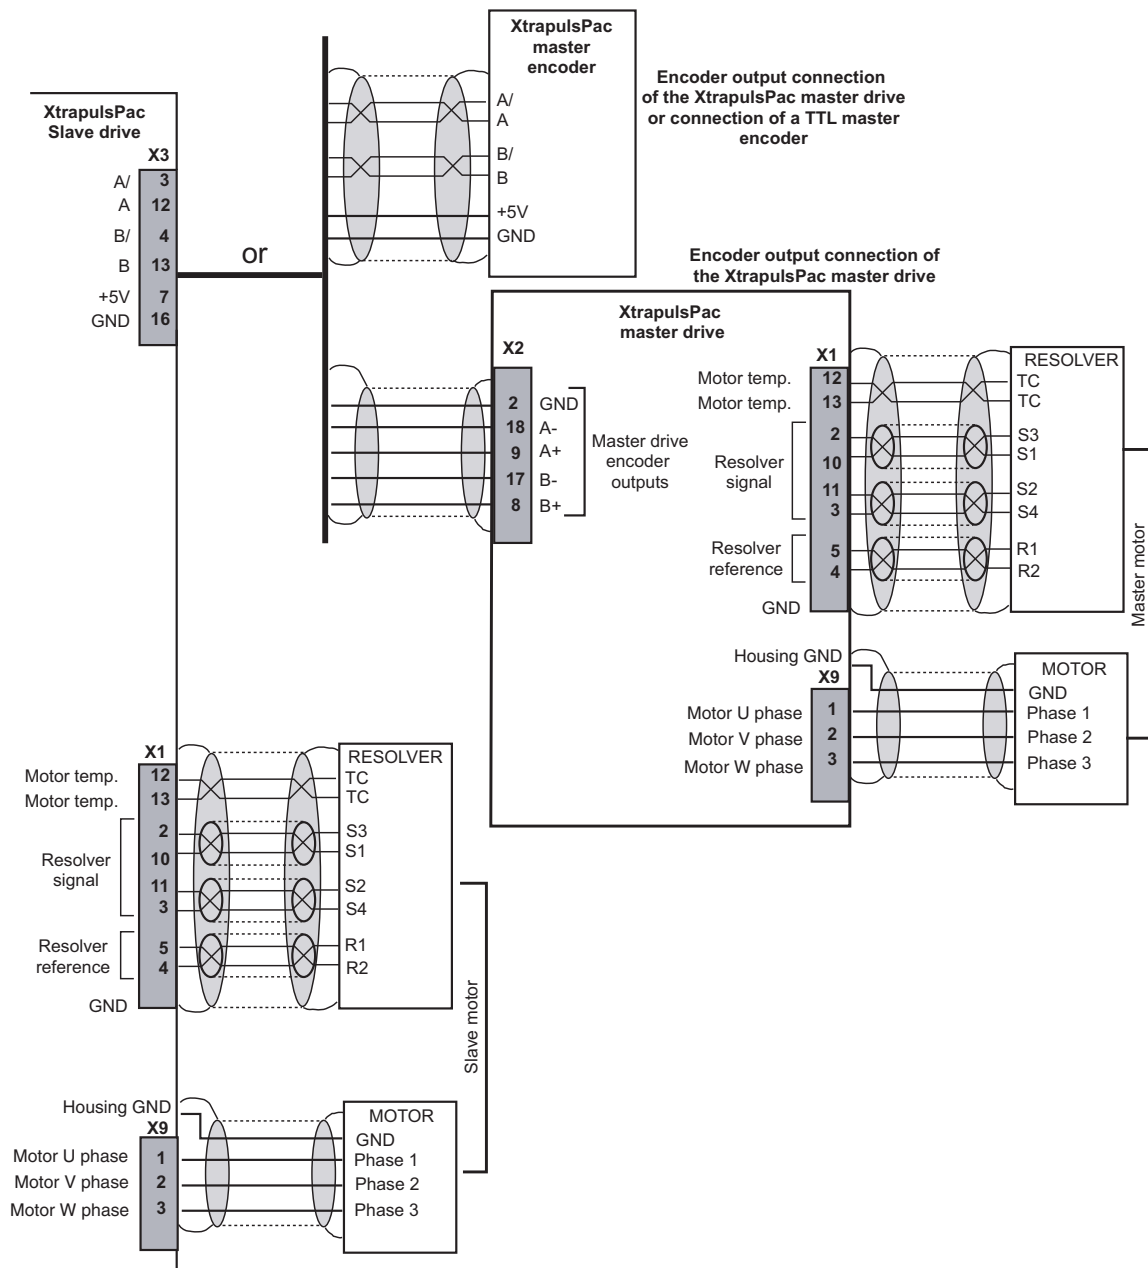 XtrapulsPac
master
encoder
A/
A
B/
B
+5V
GND
Encoder output connection
of the XtrapulsPac master drive
or connection of a TTL master
encoder
XtrapulsPac
Slave drive
X3
A/ 3
A 12
B/ 4
B 13
+5V 7
GND 16
or
Encoder output connection of
the XtrapulsPac master drive
XtrapulsPac
master drive
X2
2 GND
18 A-
9 A+
17 B-
8 B+
Master drive
encoder
outputs
X1
Motor temp. 12
Motor temp. 13
Resolver
signal
2
10
11
3
Resolver
reference
5
4
GND
RESOLVER
TC
TC
S3
S1
S2
S4
R1
R2
Master motor
Housing GND
X9
Motor U phase 1
Motor V phase 2
Motor W phase 3
MOTOR
GND
Phase 1
Phase 2
Phase 3
X1
Motor temp. 12
Motor temp. 13
Resolver
signal
2
10
11
3
Resolver
reference
5
4
GND
RESOLVER
TC
TC
S3
S1
S2
S4
R1
R2
Slave motor
Housing GND
X9
Motor U phase 1
Motor V phase 2
Motor W phase 3
MOTOR
GND
Phase 1
Phase 2
Phase 3